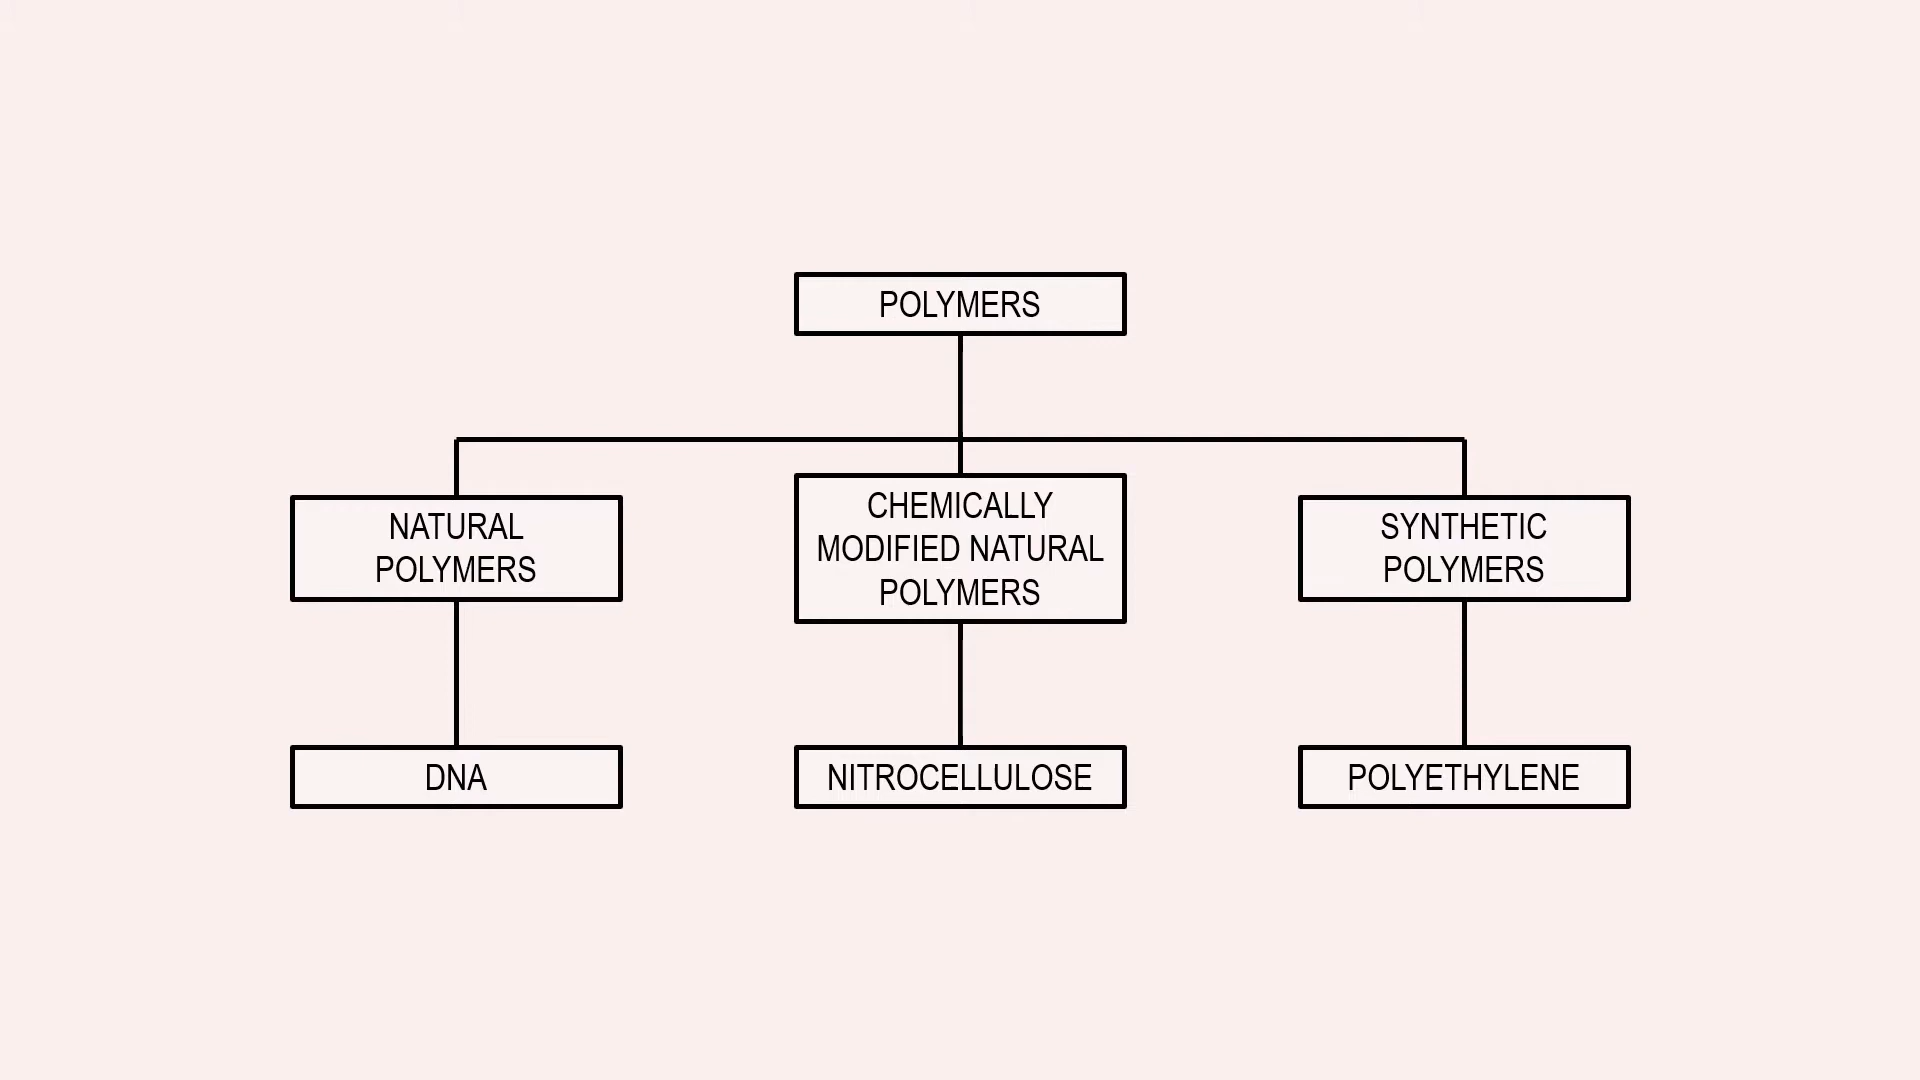 POLYMERS
NATURAL
POLYMERS
CHEMICALLY
MODIFIED NATURAL
POLYMERS
SYNTHETIC
POLYMERS
DNA
NITROCELLULOSE
POLYETHYLENE